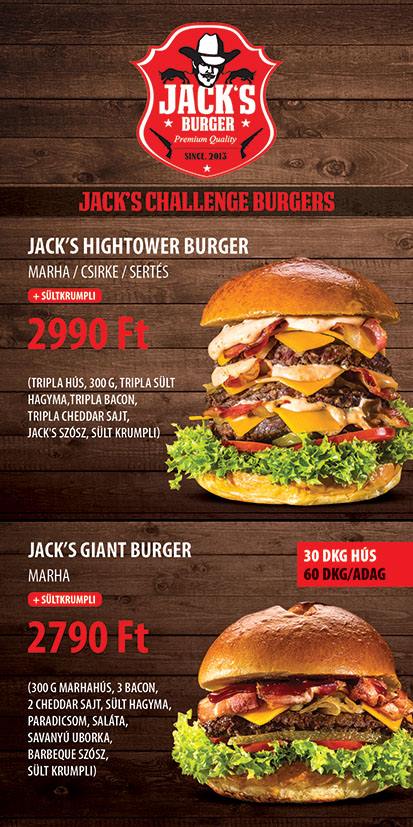 JACK'S
BURGER
Premium Quality
SINCE. 2013
JACK'S CHALLENGE BURGERS
JACK'S HIGHTOWER BURGER
MARHA / CSIRKE / SERTÉS
+ SÜLTKRUMPLI
2990 Ft
(TRIPLA HÚS, 300 G, TRIPLA SÜLT
HAGYMA,TRIPLA BACON,
TRIPLA CHEDDAR SAJT,
JACK'S SZÓSZ, SÜLT KRUMPLI)
JACK'S GIANT BURGER
MARHA
+ SÜLTKRUMPLI
2790 Ft
30 DKG HÚS
60 DKG/ADAG
(300 G MARHAHÚS, 3 BACON,
2 CHEDDAR SAJT, SÜLT HAGYMA,
PARADICSOM, SALÁTA,
SAVANYÚ UBORKA,
BARBEQUE SZÓSZ,
SÜLT KRUMPLI)